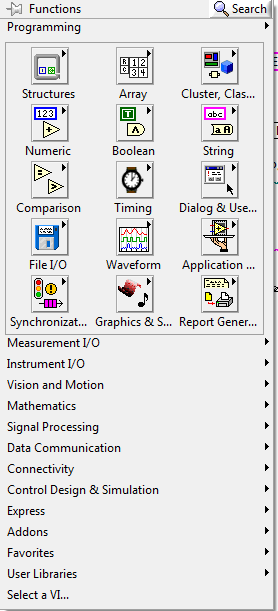 Functions Search
Programming
Structures Array Cluster, Clas...
123 abc
Numeric Boolean String
Comparison Timing Dialog & Use...
File I/O Waveform Application ...
Synchronizat... Graphics & S... Report Gener...
Measurement I/O
Instrument I/O
Vision and Motion
Mathematics
Signal Processing
Data Communication
Connectivity
Control Design & Simulation
Express
Addons
Favorites
User Libraries
Select a VI...